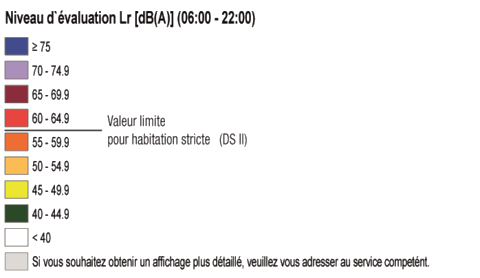 Niveau d`évaluation Lr [dB(A)] (06:00 - 22:00)
≥ 75
70 - 74.9
65 - 69.9
60 - 64.9
Valeur limite
pour habitation stricte (DS II)
55 - 59.9
50 - 54.9
45 - 49.9
40 - 44.9
< 40
Si vous souhaitez obtenir un affichage plus détaillé, veuillez vous adresser au service competént.